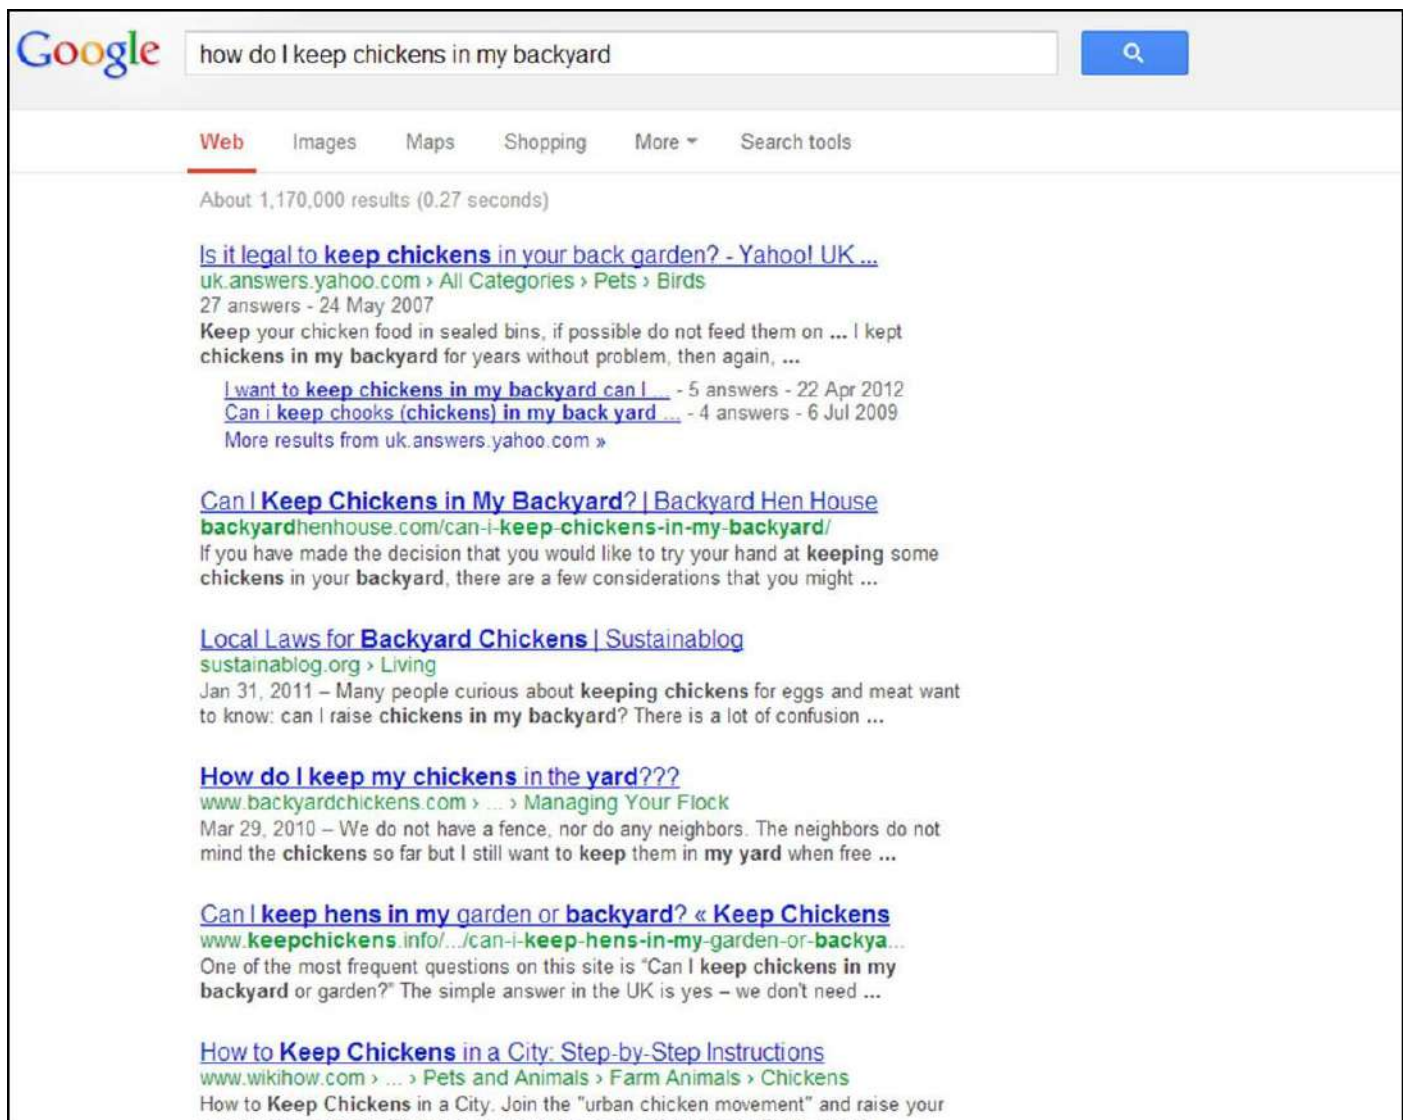 Google how do I keep chickens in my backyard
Web Images Maps Shopping More Search tools
About 1,170,000 results (0.27 seconds)
Is it legal to keep chickens in your back garden? - Yahoo! UK ...
uk.answers.yahoo.com › All Categories › Pets › Birds
27 answers - 24 May 2007
Keep your chicken food in sealed bins, if possible do not feed them on ... I kept
chickens in my backyard for years without problem, then again, ...
I want to keep chickens in my backyard can I ... - 5 answers - 22 Apr 2012
Can i keep chooks (chickens) in my back yard ... - 4 answers - 6 Jul 2009
More results from uk.answers.yahoo.com »
Can I Keep Chickens in My Backyard? | Backyard Hen House
backyardhenhouse.com/can-i-keep-chickens-in-my-backyard/
If you have made the decision that you would like to try your hand at keeping some
chickens in your backyard, there are a few considerations that you might ...
Local Laws for Backyard Chickens | Sustainablog
sustainablog.org › Living
Jan 31, 2011 – Many people curious about keeping chickens for eggs and meat want
to know: can I raise chickens in my backyard? There is a lot of confusion ...
How do I keep my chickens in the yard???
www.backyardchickens.com › ... › Managing Your Flock
Mar 29, 2010 – We do not have a fence, nor do any neighbors. The neighbors do not
mind the chickens so far but I still want to keep them in my yard when free ...
Can I keep hens in my garden or backyard? « Keep Chickens
www.keepchickens.info/.../can-i-keep-hens-in-my-garden-or-backya...
One of the most frequent questions on this site is “Can I keep chickens in my
backyard or garden?” The simple answer in the UK is yes – we don't need ...
How to Keep Chickens in a City: Step-by-Step Instructions
www.wikihow.com › ... › Pets and Animals › Farm Animals › Chickens
How to Keep Chickens in a City. Join the "urban chicken movement" and raise your